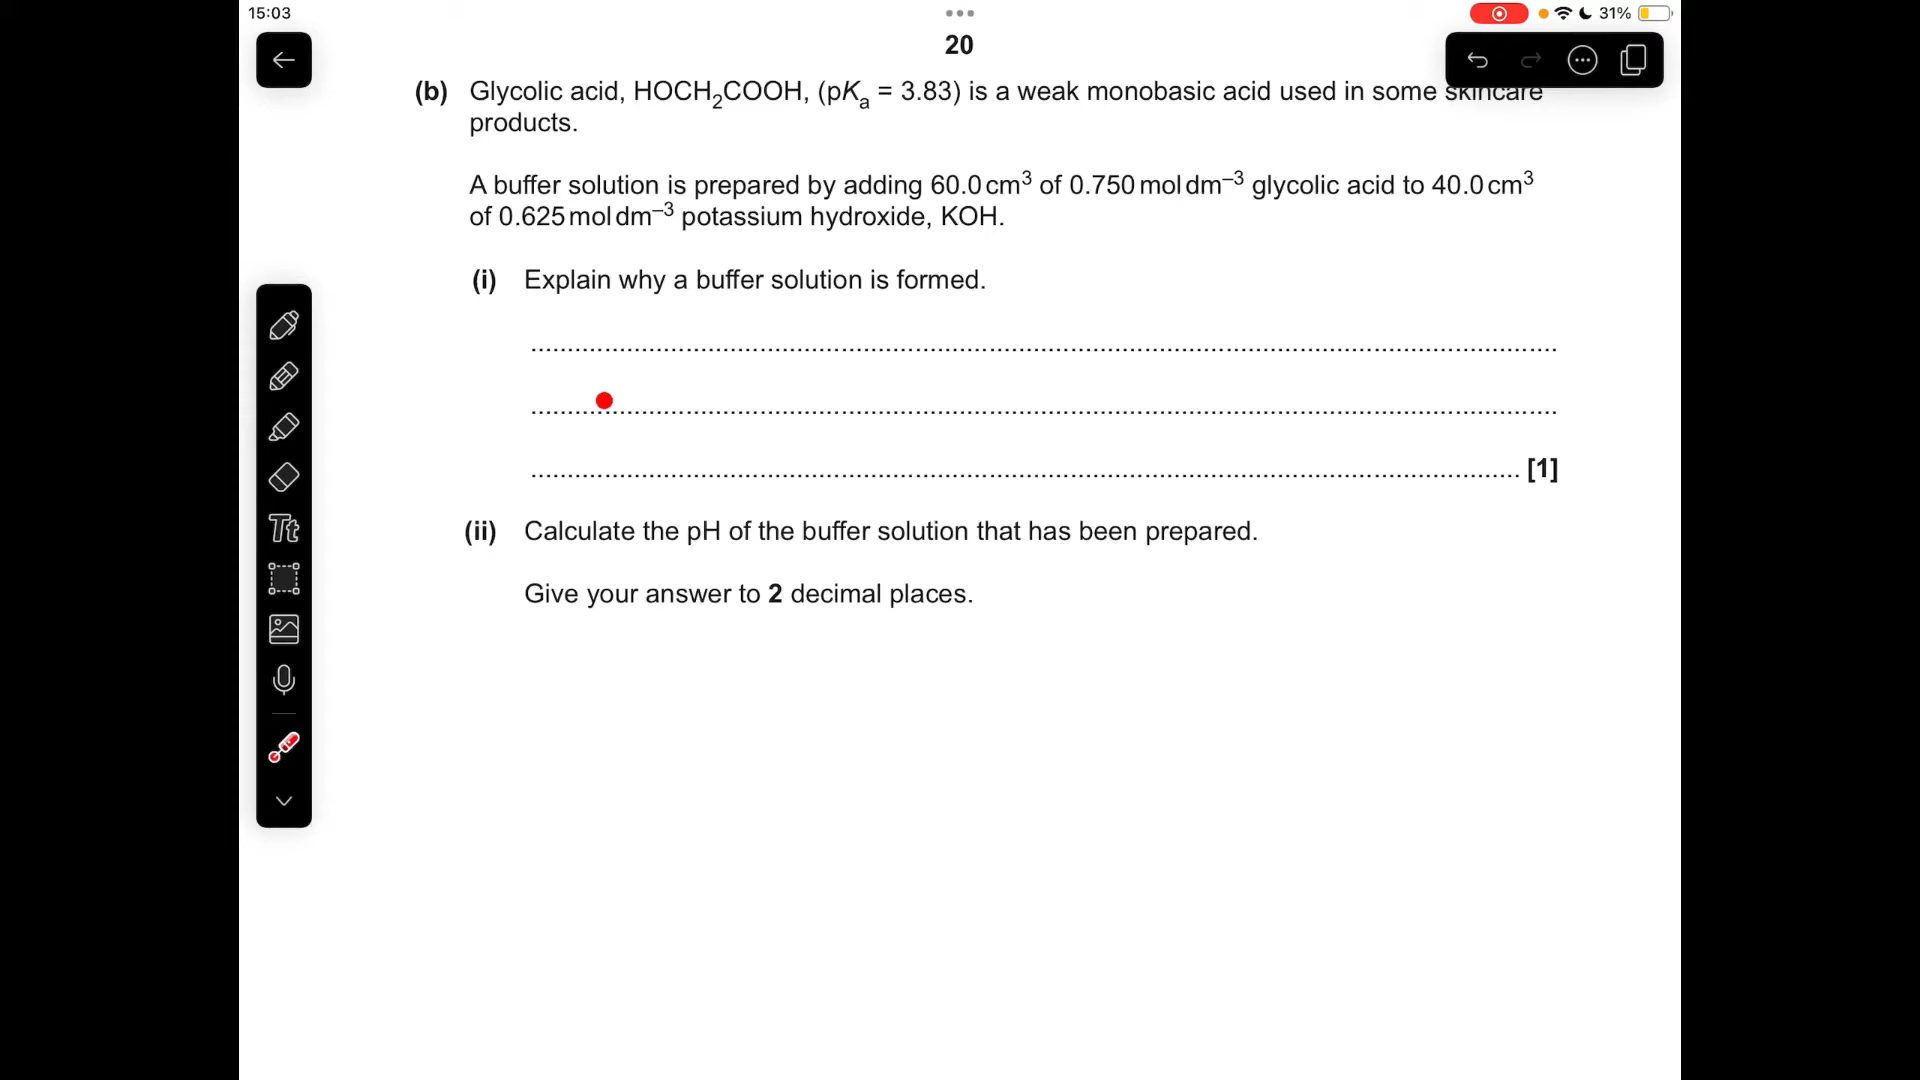 15:03
31%
20
(b) Glycolic acid, HOCH₂COOH, (pKₐ = 3.83) is a weak monobasic acid used in some skincare
products.
A buffer solution is prepared by adding 60.0 cm³ of 0.750 mol dm⁻³ glycolic acid to 40.0 cm³
of 0.625 mol dm⁻³ potassium hydroxide, KOH.
(i) Explain why a buffer solution is formed.
..........................................................................................................................
..........................................................................................................................
.................................................................................................................... [1]
(ii) Calculate the pH of the buffer solution that has been prepared.
Give your answer to 2 decimal places.
Tt